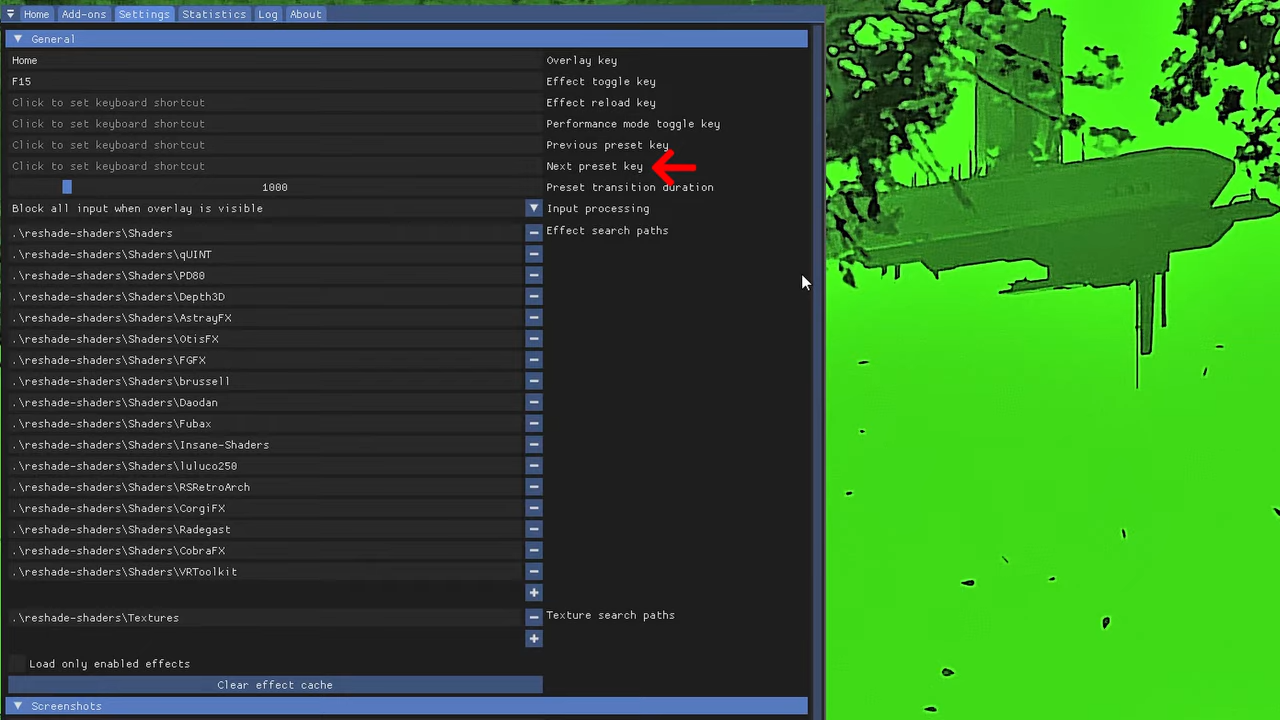 Home Add-ons Settings Statistics Log About
General
Home Overlay key
F15 Effect toggle key
Click to set keyboard shortcut Effect reload key
Click to set keyboard shortcut Performance mode toggle key
Click to set keyboard shortcut Previous preset key
Click to set keyboard shortcut Next preset key
1000 Preset transition duration
Block all input when overlay is visible Input processing
.\reshade-shaders\Shaders Effect search paths
.\reshade-shaders\Shaders\qUINT
.\reshade-shaders\Shaders\PD80
.\reshade-shaders\Shaders\Depth3D
.\reshade-shaders\Shaders\AstrayFX
.\reshade-shaders\Shaders\OtisFX
.\reshade-shaders\Shaders\FGFX
.\reshade-shaders\Shaders\brussell
.\reshade-shaders\Shaders\Daodan
.\reshade-shaders\Shaders\Fubax
.\reshade-shaders\Shaders\Insane-Shaders
.\reshade-shaders\Shaders\luluco250
.\reshade-shaders\Shaders\RSRetroArch
.\reshade-shaders\Shaders\CorgiFX
.\reshade-shaders\Shaders\Radegast
.\reshade-shaders\Shaders\CobraFX
.\reshade-shaders\Shaders\VRToolkit
.\reshade-shaders\Textures Texture search paths
Load only enabled effects
Clear effect cache
Screenshots